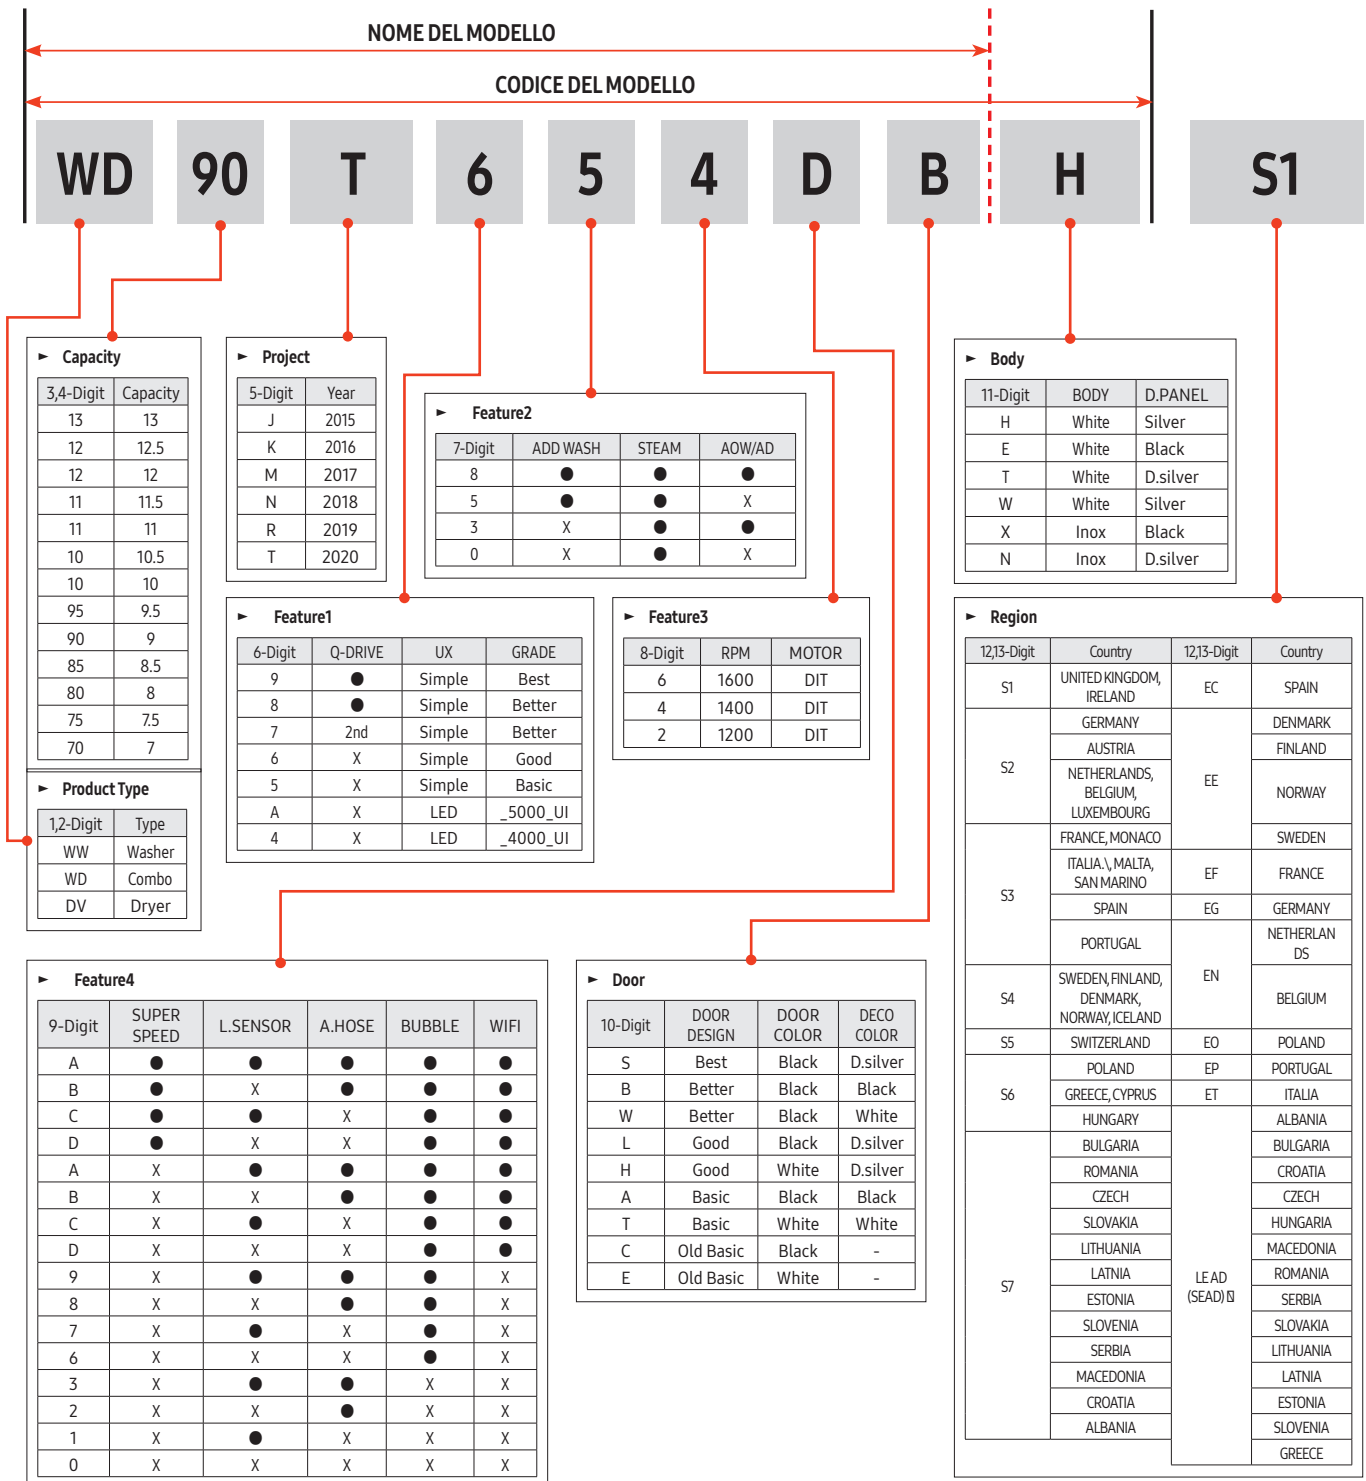 NOME DEL MODELLO
CODICE DEL MODELLO
WD 90 T 6 5 4 D B H S1
► Capacity
3,4-Digit Capacity
13 13
12 12.5
12 12
11 11.5
11 11
10 10.5
10 10
95 9.5
90 9
85 8.5
80 8
75 7.5
70 7
► Product Type
1,2-Digit Type
WW Washer
WD Combo
DV Dryer
► Project
5-Digit Year
J 2015
K 2016
M 2017
N 2018
R 2019
T 2020
► Feature2
7-Digit ADD WASH STEAM AOW/AD
8 ● ● ●
5 ● ● X
3 X ● ●
0 X ● X
► Feature1
6-Digit Q-DRIVE UX GRADE
9 ● Simple Best
8 ● Simple Better
7 2nd Simple Better
6 X Simple Good
5 X Simple Basic
A X LED _5000_UI
4 X LED _4000_UI
► Feature3
8-Digit RPM MOTOR
6 1600 DIT
4 1400 DIT
2 1200 DIT
► Body
11-Digit BODY D.PANEL
H White Silver
E White Black
T White D.silver
W White Silver
X Inox Black
N Inox D.silver
► Region
12,13-Digit Country 12,13-Digit Country
S1
UNITED KINGDOM,
IRELAND
EC
SPAIN
S2
GERMANY
AUSTRIA
NETHERLANDS,
BELGIUM,
LUXEMBOURG
EE
DENMARK
FINLAND
NORWAY
SWEDEN
S3
FRANCE, MONACO
ITALIA.\, MALTA,
SAN MARINO
SPAIN
PORTUGAL
EF
FRANCE
EG
GERMANY
EN
NETHERLAN
DS
BELGIUM
S4
SWEDEN, FINLAND,
DENMARK,
NORWAY, ICELAND
S5
SWITZERLAND
EO
POLAND
S6
POLAND
GREECE, CYPRUS
HUNGARY
EP
PORTUGAL
ET
ITALIA
S7
BULGARIA
ROMANIA
CZECH
SLOVAKIA
LITHUANIA
LATNIA
ESTONIA
SLOVENIA
SERBIA
MACEDONIA
CROATIA
ALBANIA
LE AD
(SEAD)
ALBANIA
BULGARIA
CROATIA
CZECH
HUNGARIA
MACEDONIA
ROMANIA
SERBIA
SLOVAKIA
LITHUANIA
LATNIA
ESTONIA
SLOVENIA
GREECE
► Feature4
9-Digit SUPER SPEED L.SENSOR A.HOSE BUBBLE WIFI
A ● ● ● ● ●
B ● X ● ● ●
C ● ● X ● ●
D ● X X ● ●
A X ● ● ● ●
B X X ● ● ●
C X ● X ● ●
D X X X ● ●
9 X ● ● ● X
8 X X ● ● X
7 X ● X ● X
6 X X X ● X
3 X ● ● X X
2 X X ● X X
1 X ● X X X
0 X X X X X
► Door
10-Digit DOOR DESIGN DOOR COLOR DECO COLOR
S Best Black D.silver
B Better Black Black
W Better Black White
L Good Black D.silver
H Good White D.silver
A Basic Black Black
T Basic White White
C Old Basic Black -
E Old Basic White -